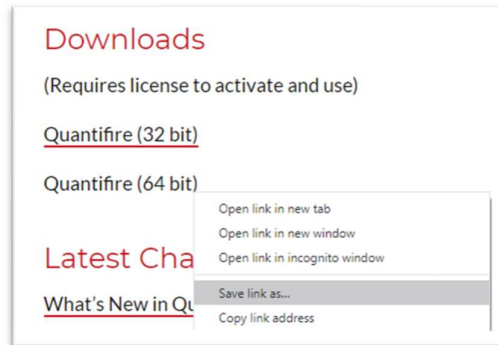 Downloads
(Requires license to activate and use)
Quantifire (32 bit)
Quantifire (64 bit)
Open link in new tab
Open link in new window
Open link in incognito window
Latest Cha
Save link as...
What's New in Qu
Copy link address